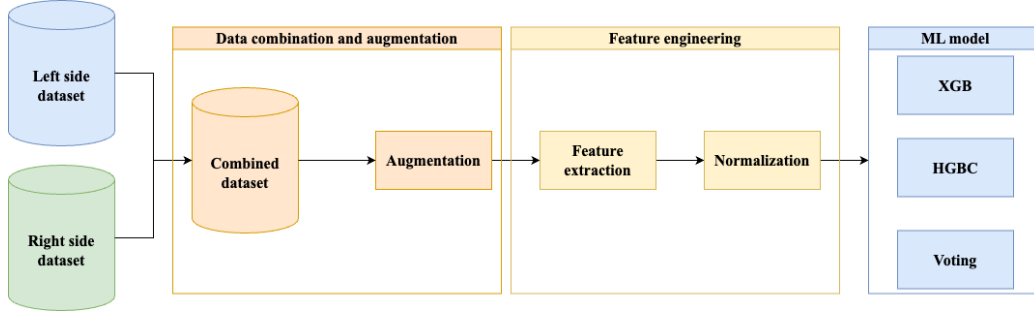 Left side
dataset
Right side
dataset
Data combination and augmentation
Combined
dataset
Augmentation
Feature engineering
Feature
extraction
Normalization
ML model
XGB
HGBC
Voting